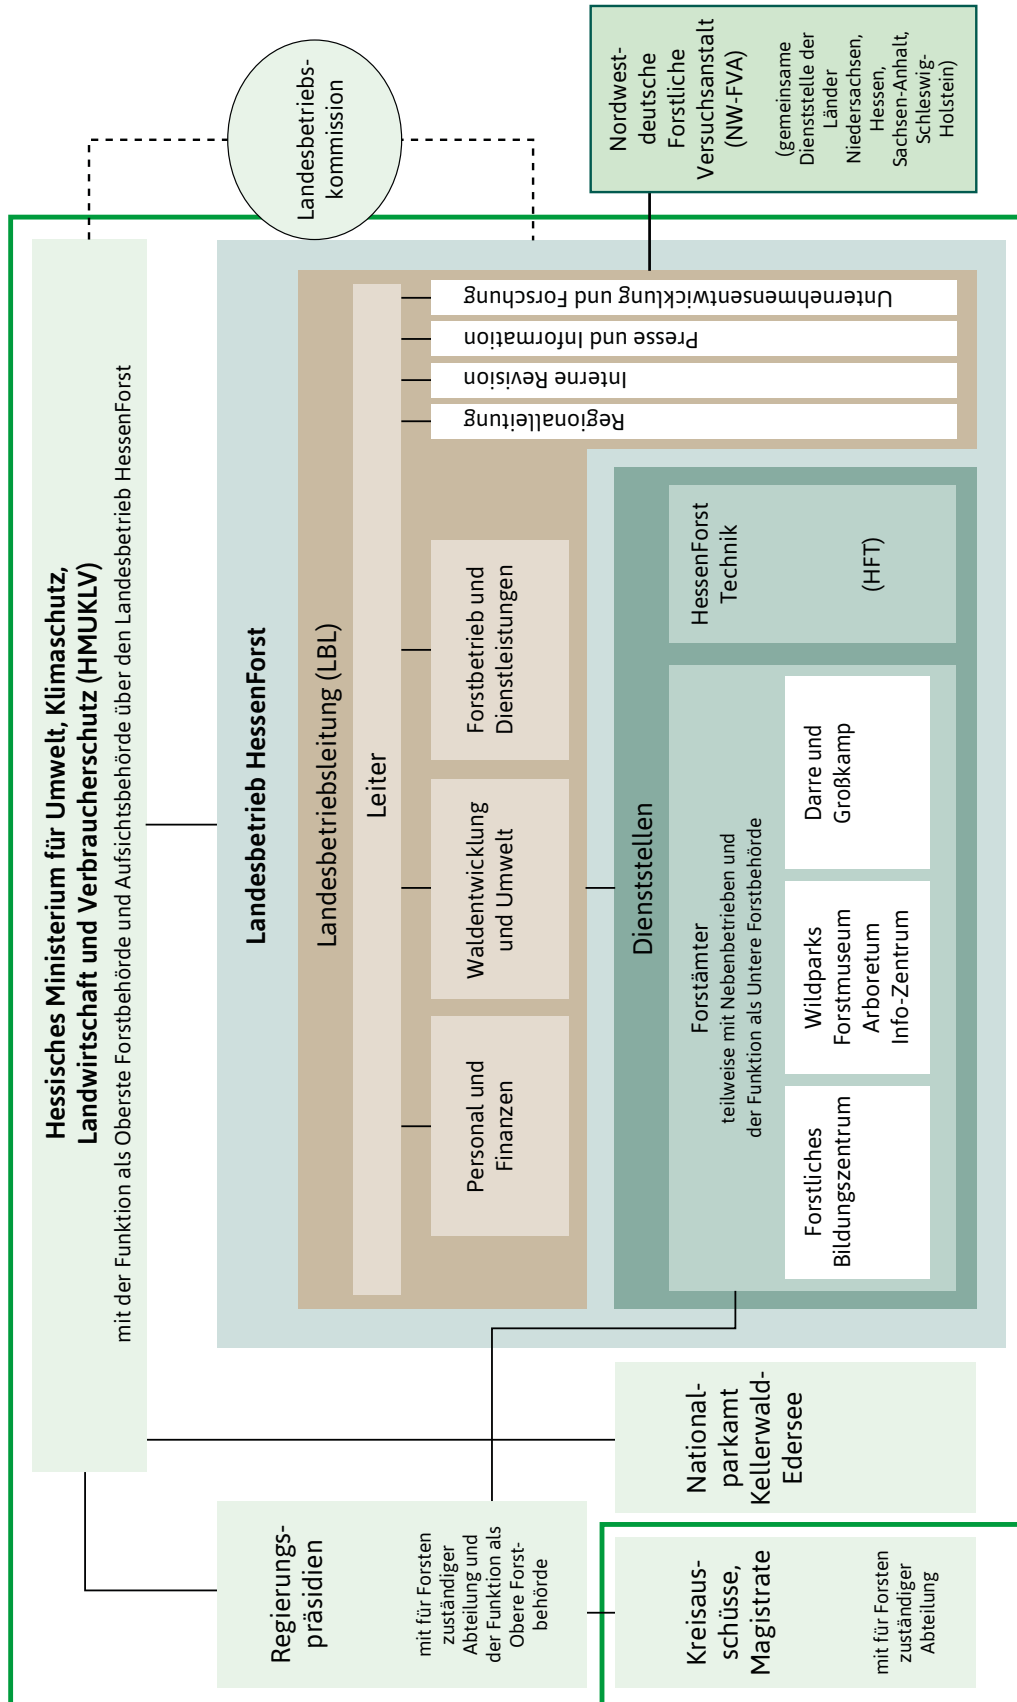 Hessisches Ministerium für Umwelt, Klimaschutz,
Landwirtschaft und Verbraucherschutz (HMUKLV)
mit der Funktion als Oberste Forstbehörde und Aufsichtsbehörde über den Landesbetrieb HessenForst
Landesbetriebs-
kommission
Regierungs-
präsidien
mit für Forsten
zuständiger
Abteilung und
der Funktion als
Obere Forst-
behörde
Landesbetrieb HessenForst
Landesbetriebsleitung (LBL)
Leiter
Personal und
Finanzen
Waldentwicklung
und Umwelt
Forstbetrieb und
Dienstleistungen
Regionalleitung
Interne Revision
Presse und Information
Unternehmensentwicklung und Forschung
Nordwest-
deutsche
Forstliche
Versuchsanstalt
(NW-FVA)
(gemeinsame
Dienststelle der
Länder
Niedersachsen,
Hessen,
Sachsen-Anhalt,
Schleswig-
Holstein)
Kreisaus-
schüsse,
Magistrate
mit für Forsten
zuständiger
Abteilung
National-
parkamt
Kellerwald-
Edersee
Dienststellen
Forstämter
teilweise mit Nebenbetrieben und
der Funktion als Untere Forstbehörde
Forstliches
Bildungszentrum
Wildparks
Forstmuseum
Arboretum
Info-Zentrum
Darre und
Großkamp
HessenForst
Technik
(HFT)